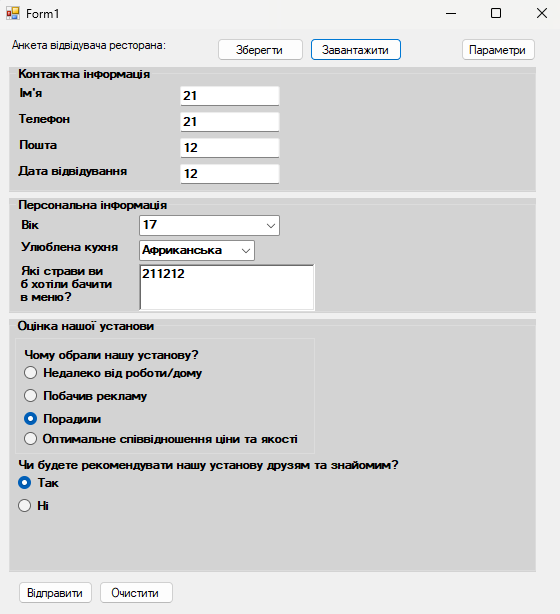 Form1
Анкета відвідувача ресторана:
Зберегти
Завантажити
Параметри
Контактна інформація
Ім'я
21
Телефон
21
Пошта
12
Дата відвідування
12
Персональна інформація
Вік
17
Улюблена кухня
Африканська
Які страви ви
б хотіли бачити
в меню?
211212
Оцінка нашої установи
Чому обрали нашу установу?
Недалеко від роботи/дому
Побачив рекламу
Порадили
Оптимальне співвідношення ціни та якості
Чи будете рекомендувати нашу установу друзям та знайомим?
Так
Ні
Відправити
Очистити